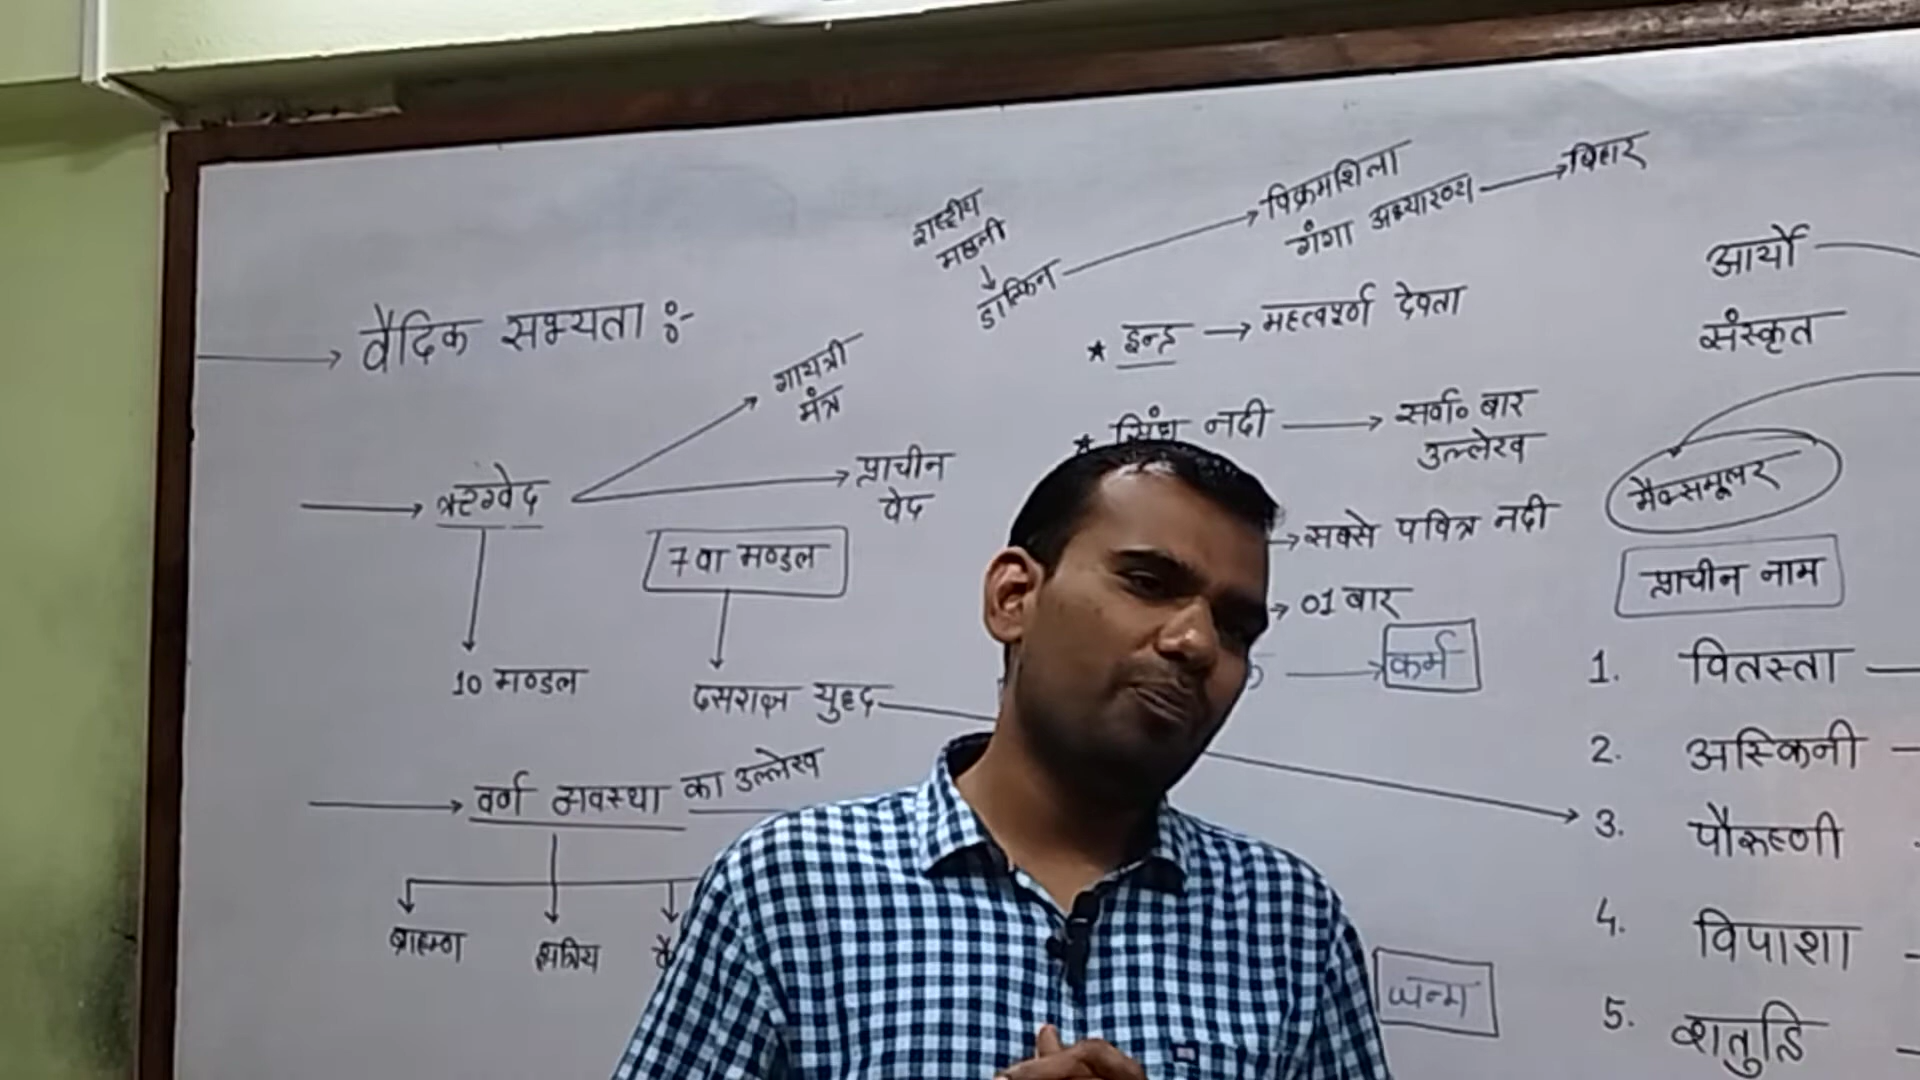 वैदिक सभ्यता :-
ऋग्वेद
गायत्री
मंत्र
प्राचीन
वेद
10 मण्डल
7 वा मण्डल
दसराज्ञ युद्ध
वर्ण व्यवस्था का उल्लेख
ब्राह्मण
क्षत्रिय
वै
राष्ट्रीय
मछली
डाल्फिन
विक्रमशिला
गंगा अभ्यारण्य
बिहार
* इन्द्र → महत्वपूर्ण देवता
* सिंधु नदी → सर्वा० बार
उल्लेख
→ सबसे पवित्र नदी
→ 01 बार
→ कर्म
जन्म
आर्यो
संस्कृत
मैक्समूलर
प्राचीन नाम
1. वितस्ता
2. अस्किनी
3. पौरूष्णी
4. विपाशा
5. शतुद्रि